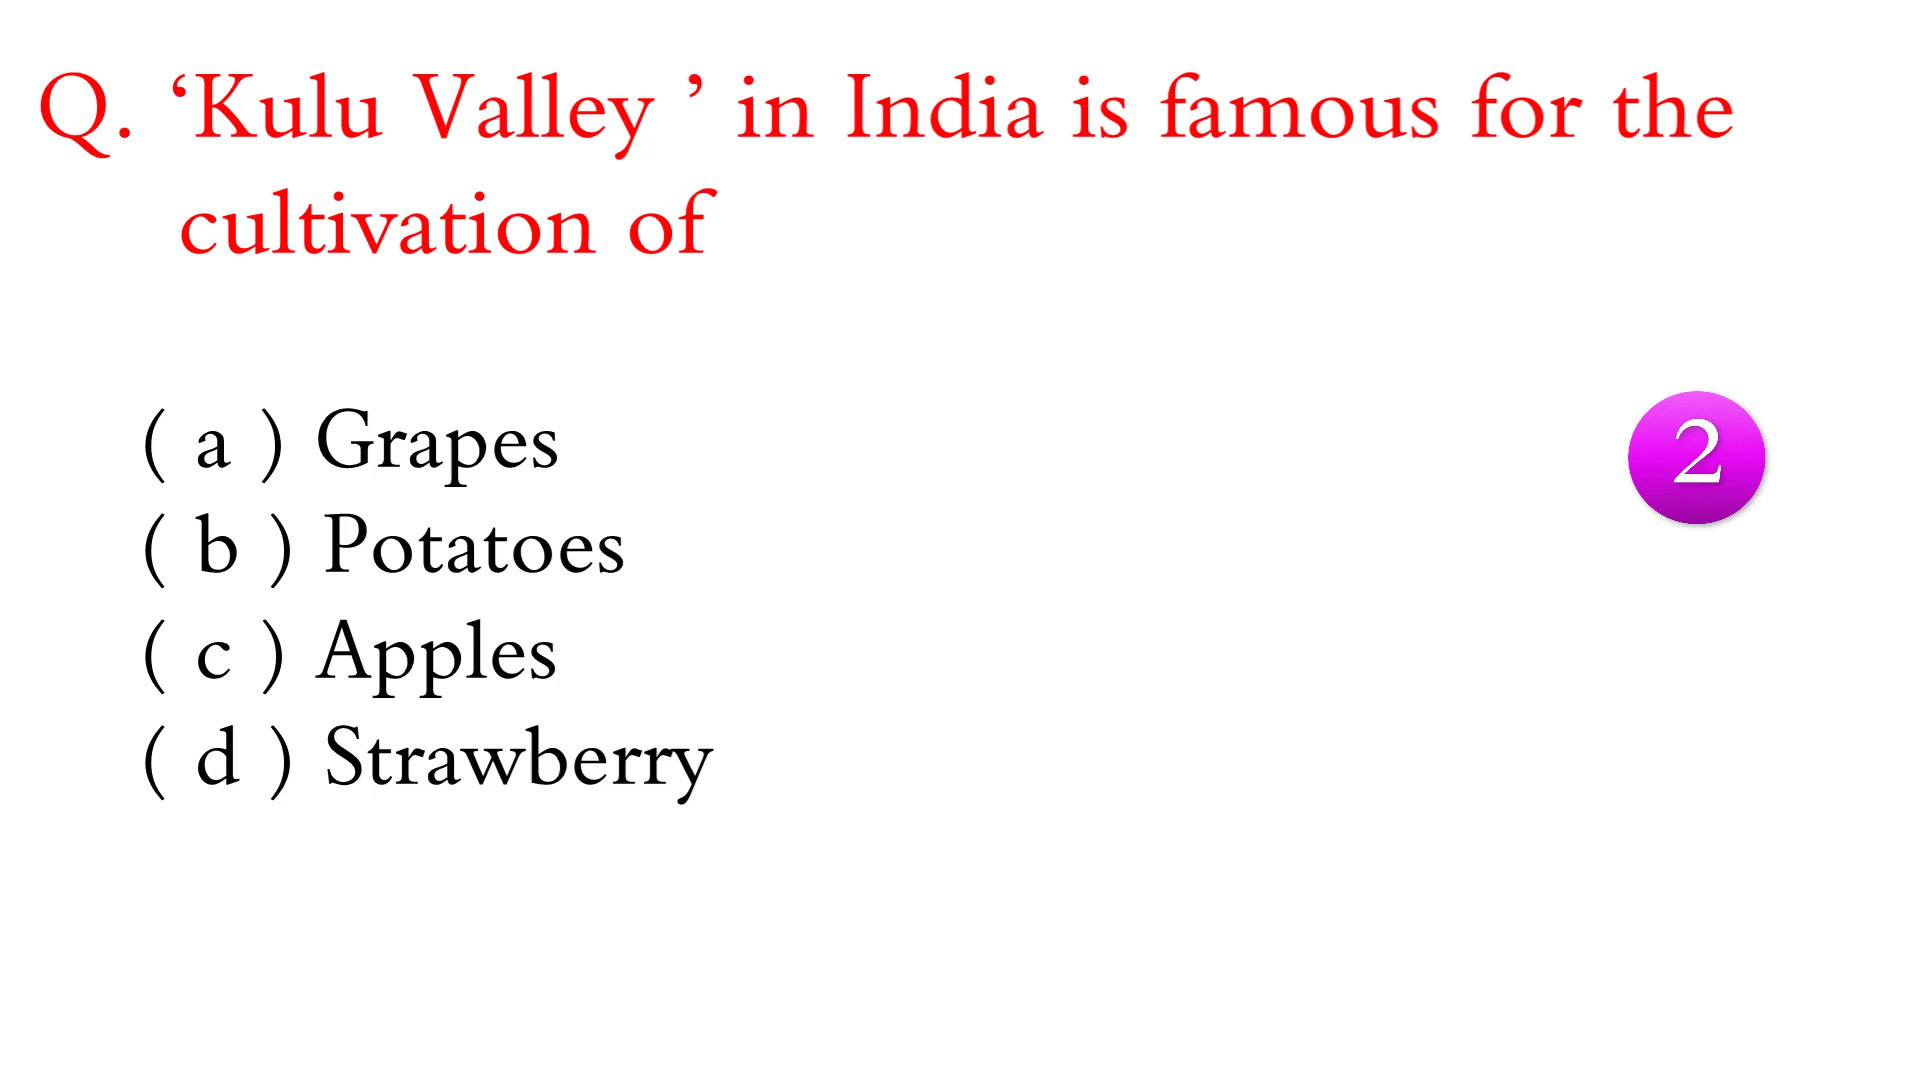 Q. ‘Kulu Valley ’ in India is famous for the
cultivation of
( a ) Grapes
2
( b ) Potatoes
( c ) Apples
( d ) Strawberry